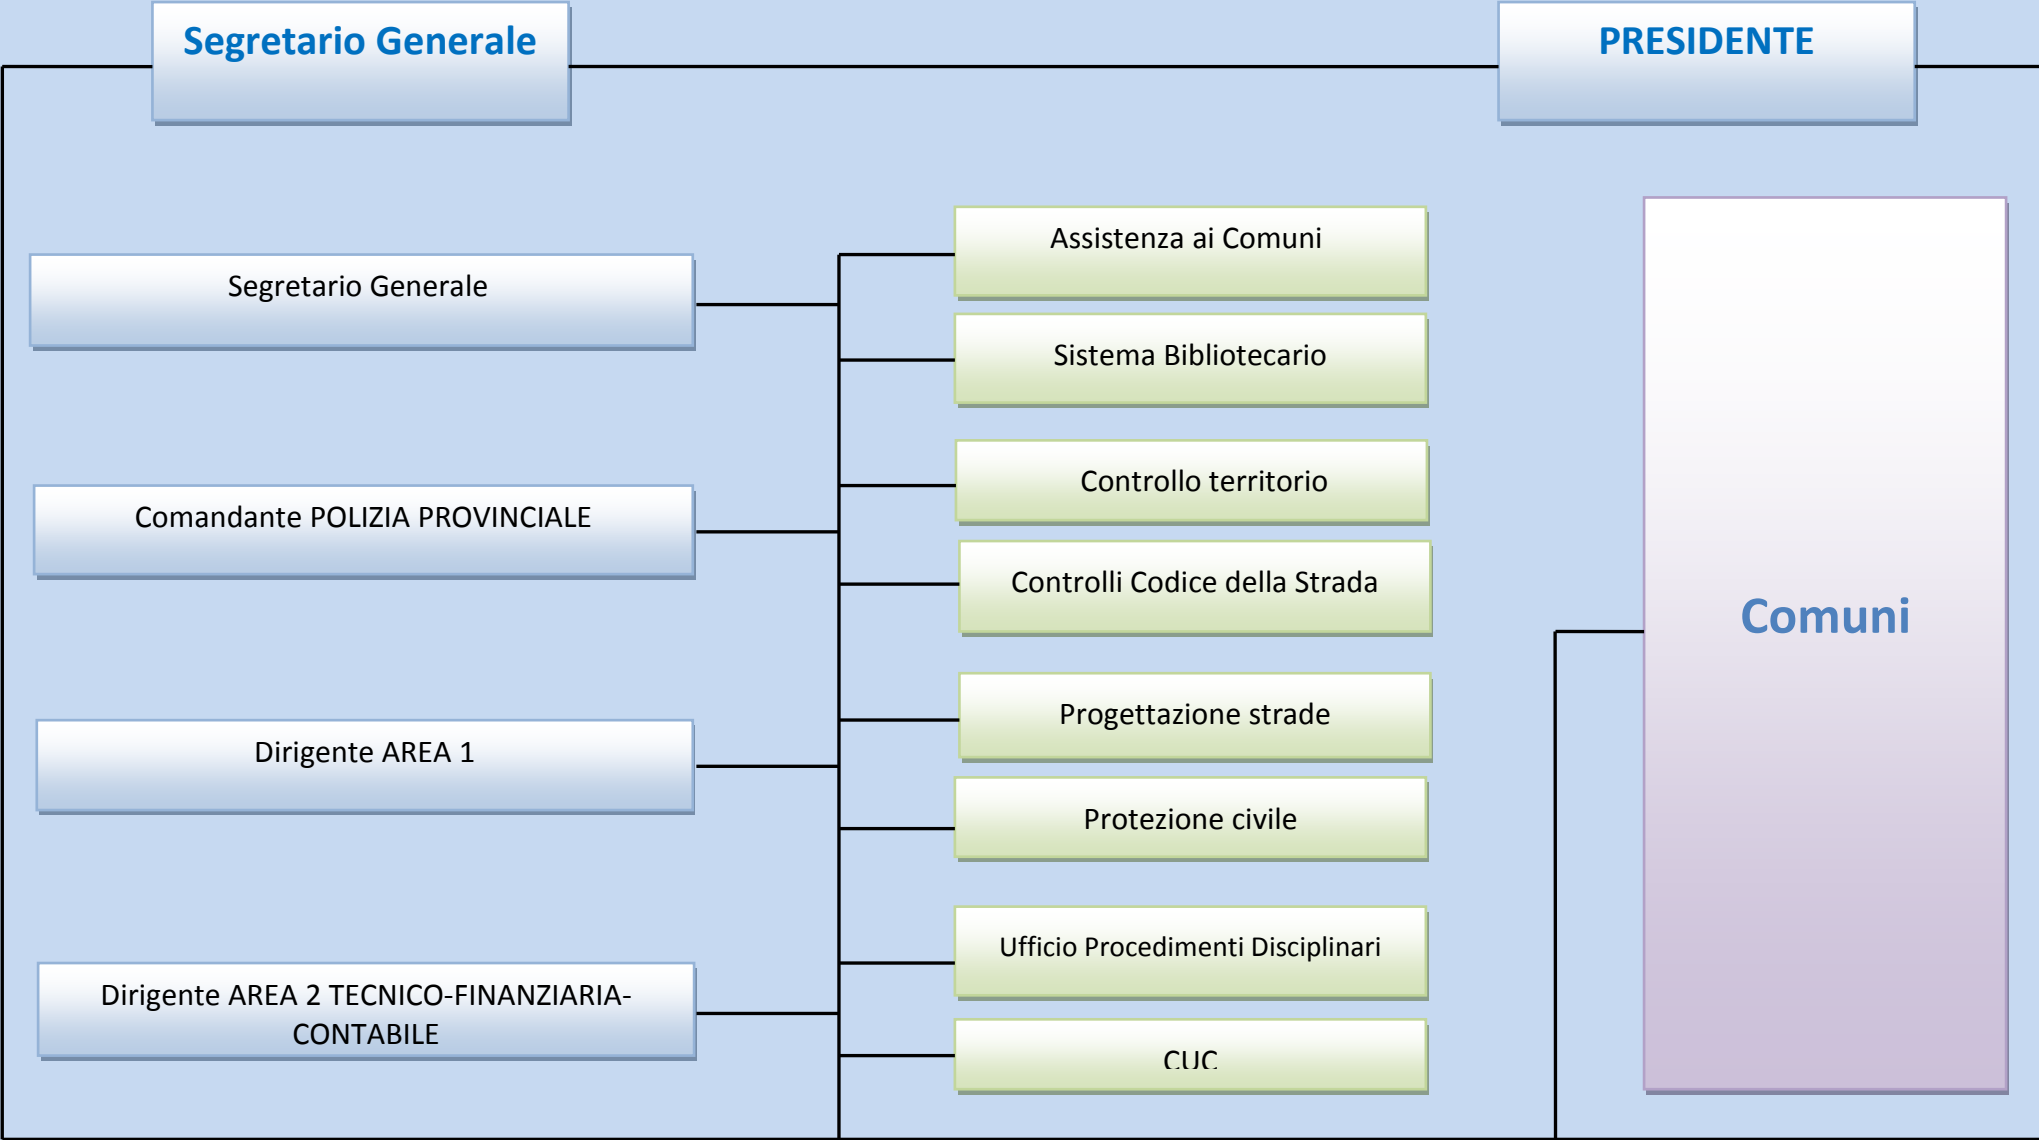 Segretario Generale
PRESIDENTE
Segretario Generale
Comandante POLIZIA PROVINCIALE
Dirigente AREA 1
Dirigente AREA 2 TECNICO-FINANZIARIA-
CONTABILE
Assistenza ai Comuni
Sistema Bibliotecario
Controllo territorio
Controlli Codice della Strada
Progettazione strade
Protezione civile
Ufficio Procedimenti Disciplinari
CUC
Comuni